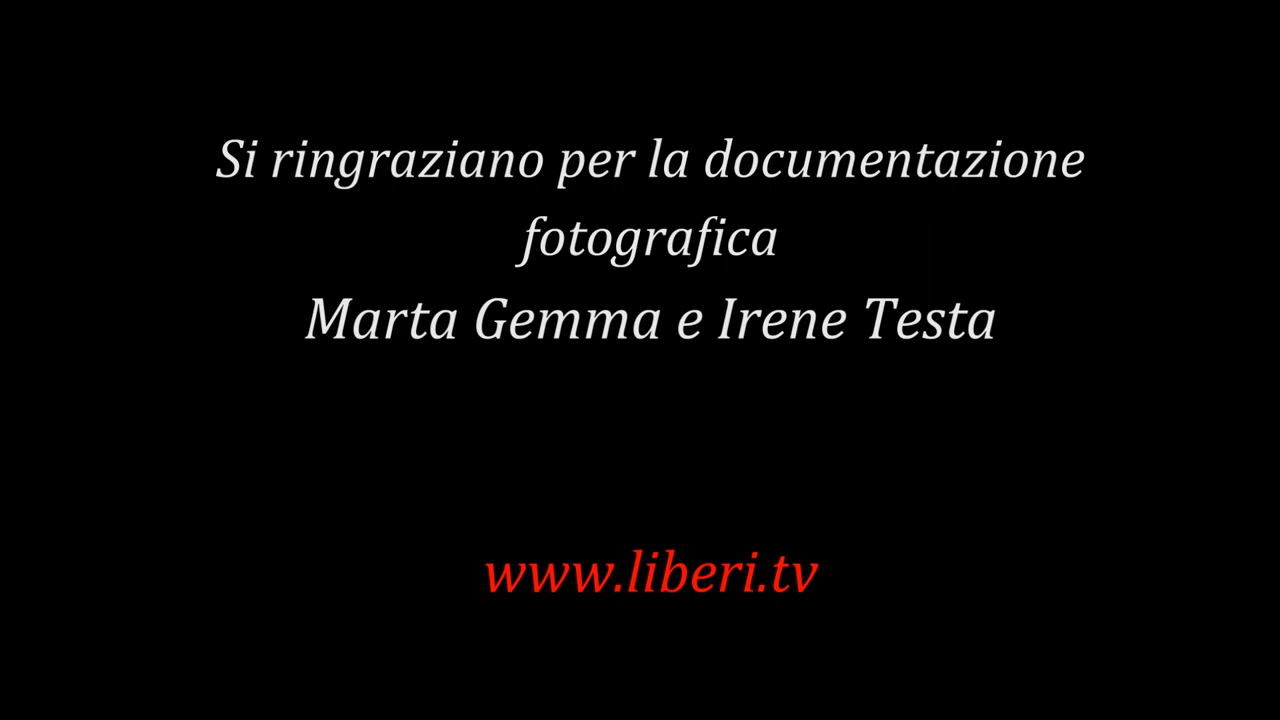 Si ringraziano per la documentazione
fotografica
Marta Gemma e Irene Testa
www.liberi.tv